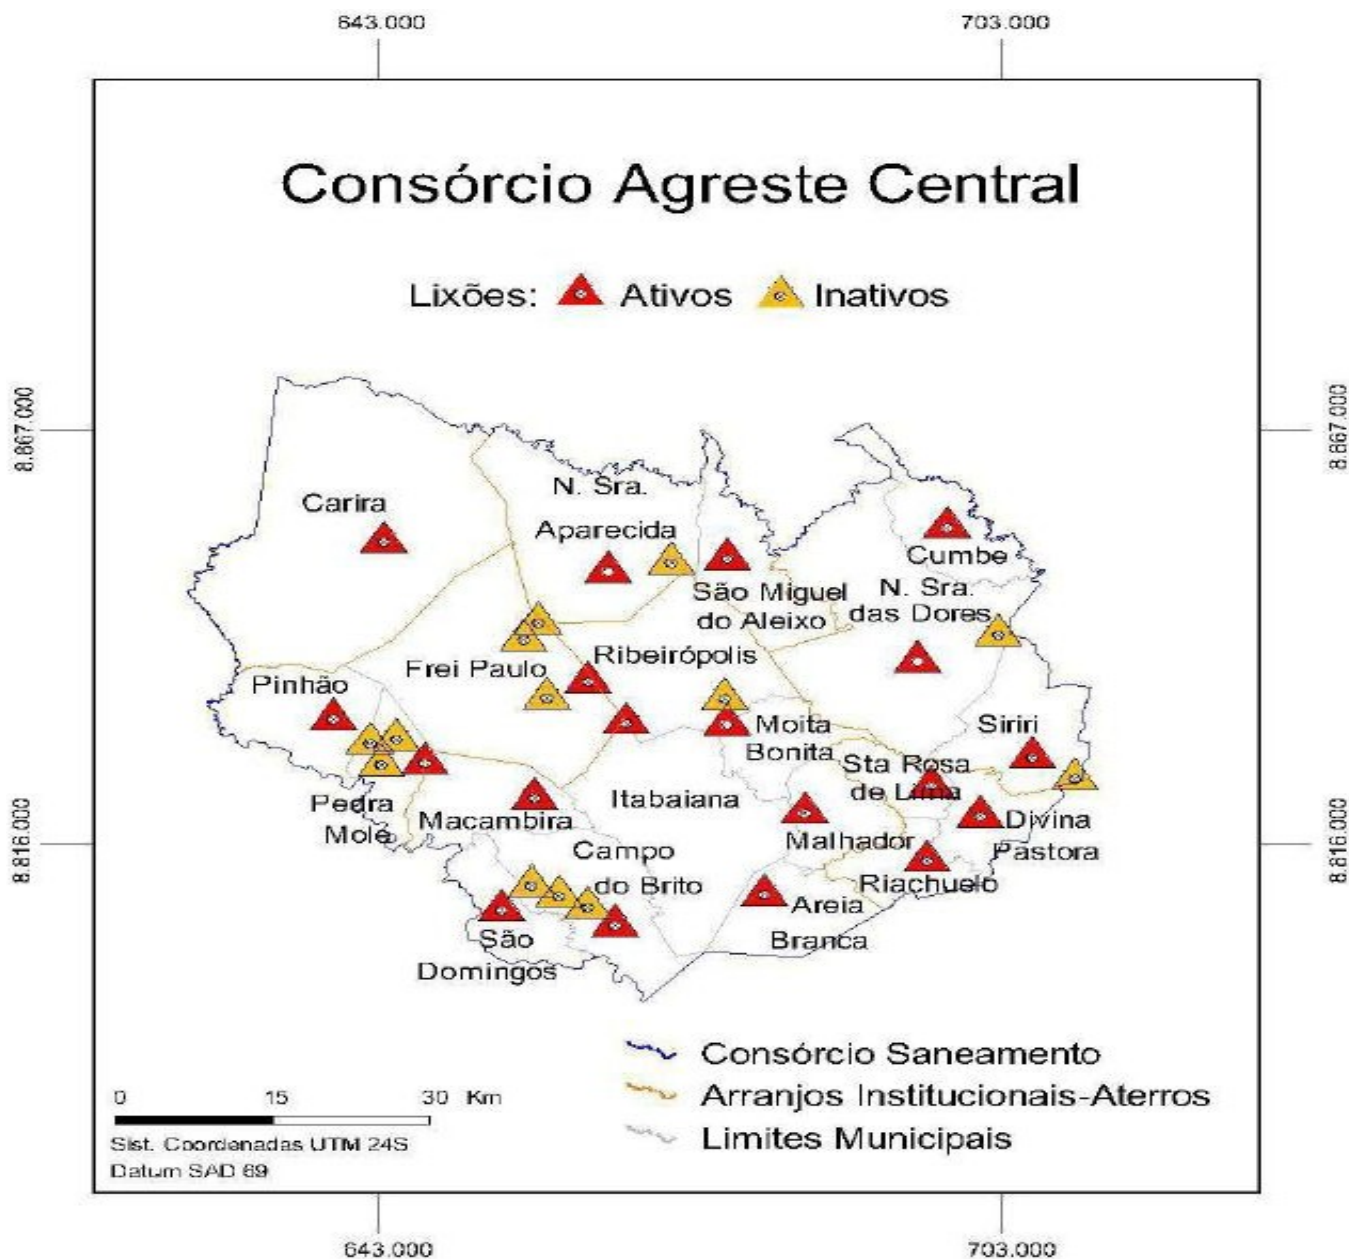 643.000
703.000
Consórcio Agreste Central
Lixões: Ativos Inativos
8.867.000
8.867.000
N. Sra.
Carira
Aparecida
Cumbe
São Miguel
do Aleixo
N. Sra.
das Dores
Ribeirópolis
Frei Paulo
Pinhão
Moita
Bonita
Siriri
Sta Rosa
de Lima
Itabaiana
Pedra
Mole
Macambira
Malhador
Divina
Pastora
Campo
do Brito
Riachuelo
Areia
Branca
São
Domingos
8.816.000
8.816.000
Consórcio Saneamento
Arranjos Institucionais-Aterros
Limites Municipais
0 15 30 Km
Sist. Coordenadas UTM 24S
Datum SAD 69
643.000
703.000